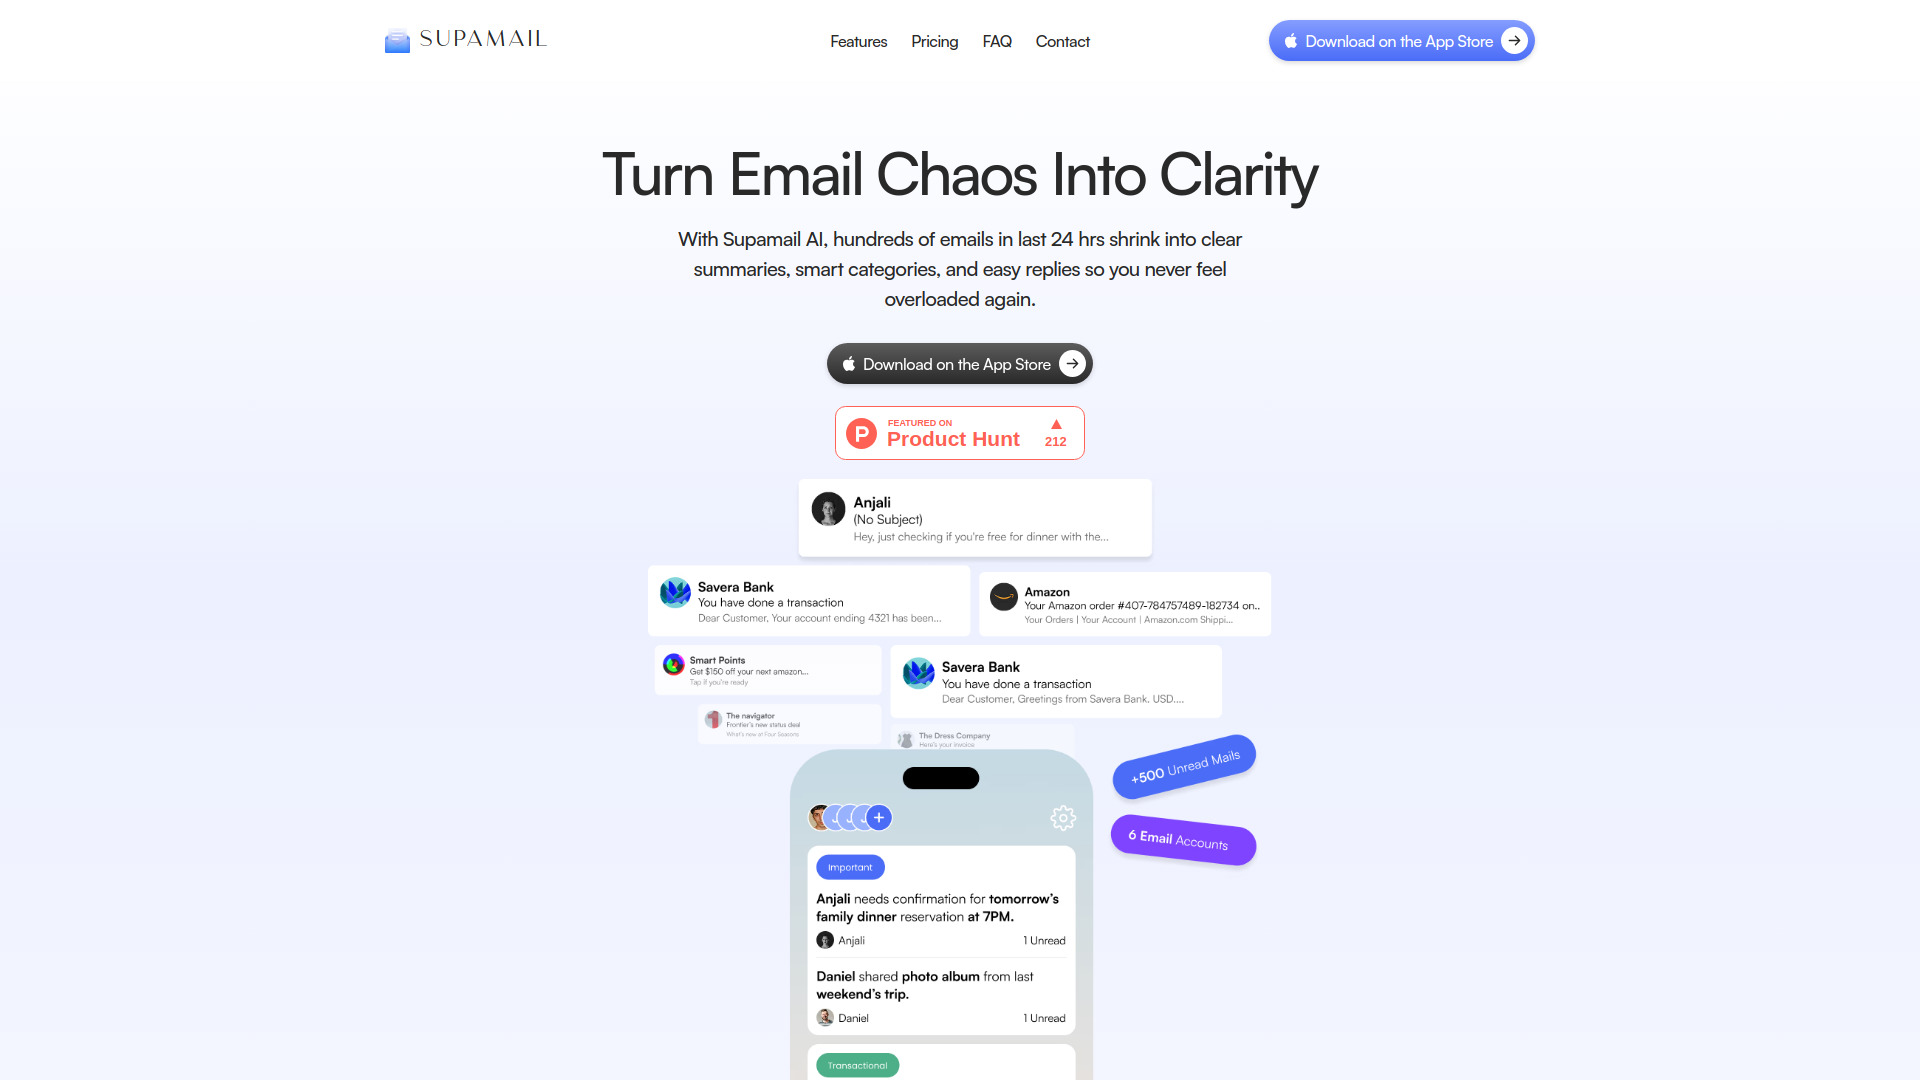 SUPAMAIL
Features
Pricing
FAQ
Contact
Download on the App Store
Turn Email Chaos Into Clarity
With Supamail AI, hundreds of emails in last 24 hrs shrink into clear
summaries, smart categories, and easy replies so you never feel
overloaded again.
Download on the App Store
FEATURED ON
Product Hunt
212
Anjali
(No Subject)
Hey, just checking if you're free for dinner with the...
Savera Bank
You have done a transaction
Dear Customer, Your account ending 4321 has been...
Amazon
Your Amazon order #407-784757489-182734 on..
Your Orders | Your Account | Amazon.com Shippi...
Smart Points
Get $150 off your next amazon...
Tap if you're ready
Savera Bank
You have done a transaction
Dear Customer, Greetings from Savera Bank. USD....
The navigator
Frontier's new status deal
What's new at Four Seasons
The Dress Company
Here's your invoice
+500 Unread Mails
6 Email Accounts
Important
Anjali needs confirmation for tomorrow's
family dinner reservation at 7PM.
Anjali
1 Unread
Daniel shared photo album from last
weekend's trip.
Daniel
1 Unread
Transactional